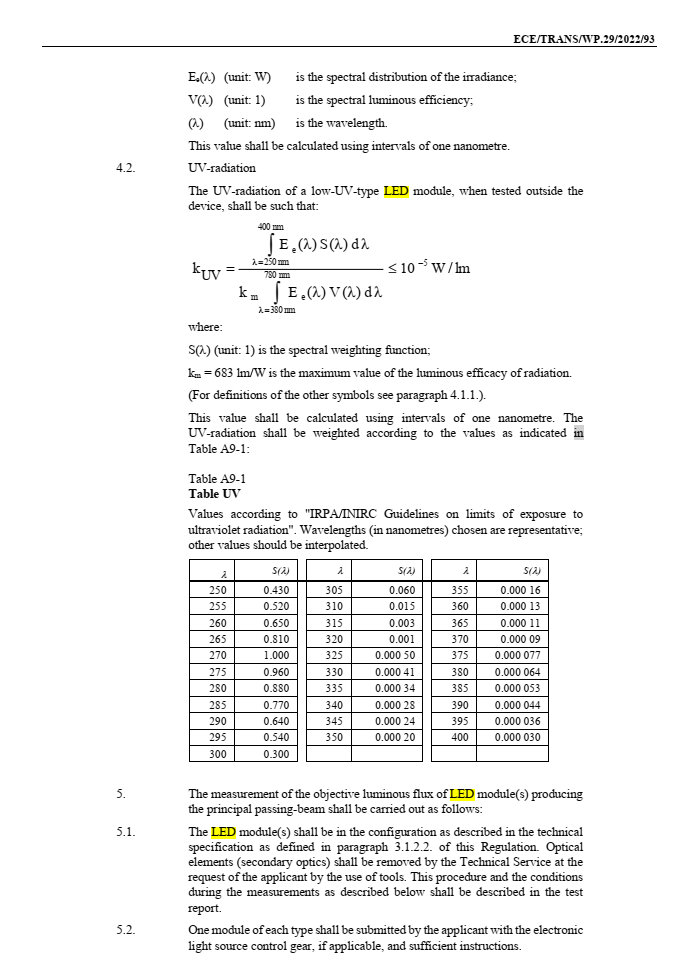 ECE/TRANS/WP.29/2022/93
Eₑ(λ) (unit: W) is the spectral distribution of the irradiance;
V(λ) (unit: 1) is the spectral luminous efficiency;
(λ) (unit: nm) is the wavelength.
This value shall be calculated using intervals of one nanometre.
4.2. UV-radiation
The UV-radiation of a low-UV-type LED module, when tested outside the
device, shall be such that:
400 nm
∫ E ₑ(λ) S(λ) d λ
λ=250 nm
k UV = ≤ 10 ⁻⁵ W / lm
780 nm
k m ∫ E ₑ(λ) V(λ) d λ
λ=380 nm
where:
S(λ) (unit: 1) is the spectral weighting function;
kₘ = 683 lm/W is the maximum value of the luminous efficacy of radiation.
(For definitions of the other symbols see paragraph 4.1.1.).
This value shall be calculated using intervals of one nanometre. The
UV-radiation shall be weighted according to the values as indicated in
Table A9-1:
Table A9-1
Table UV
Values according to "IRPA/INIRC Guidelines on limits of exposure to
ultraviolet radiation". Wavelengths (in nanometres) chosen are representative;
other values should be interpolated.
λ S(λ) λ S(λ) λ S(λ)
250 0.430 305 0.060 355 0.000 16
255 0.520 310 0.015 360 0.000 13
260 0.650 315 0.003 365 0.000 11
265 0.810 320 0.001 370 0.000 09
270 1.000 325 0.000 50 375 0.000 077
275 0.960 330 0.000 41 380 0.000 064
280 0.880 335 0.000 34 385 0.000 053
285 0.770 340 0.000 28 390 0.000 044
290 0.640 345 0.000 24 395 0.000 036
295 0.540 350 0.000 20 400 0.000 030
300 0.300
5. The measurement of the objective luminous flux of LED module(s) producing
the principal passing-beam shall be carried out as follows:
5.1. The LED module(s) shall be in the configuration as described in the technical
specification as defined in paragraph 3.1.2.2. of this Regulation. Optical
elements (secondary optics) shall be removed by the Technical Service at the
request of the applicant by the use of tools. This procedure and the conditions
during the measurements as described below shall be described in the test
report.
5.2. One module of each type shall be submitted by the applicant with the electronic
light source control gear, if applicable, and sufficient instructions.